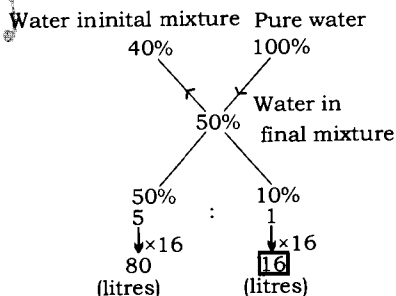 Water ininital mixture Pure water
40% 100%
50%
Water in
final mixture
50% 10%
5 : 1
×16 ×16
80 16
(litres) (litres)